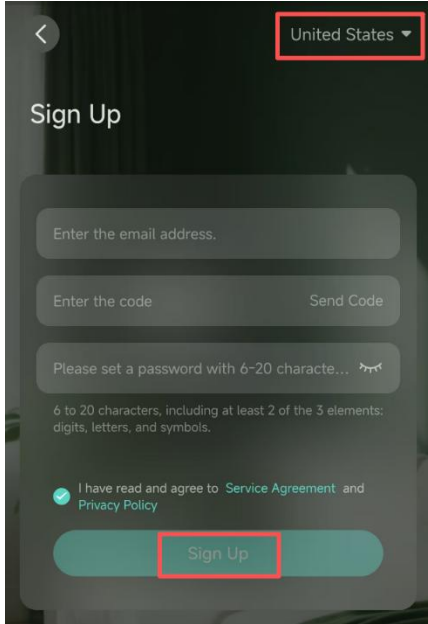 United States
Sign Up
Enter the email address.
Enter the code
Send Code
Please set a password with 6-20 characte...
6 to 20 characters, including at least 2 of the 3 elements:
digits, letters, and symbols.
I have read and agree to Service Agreement and
Privacy Policy
Sign Up